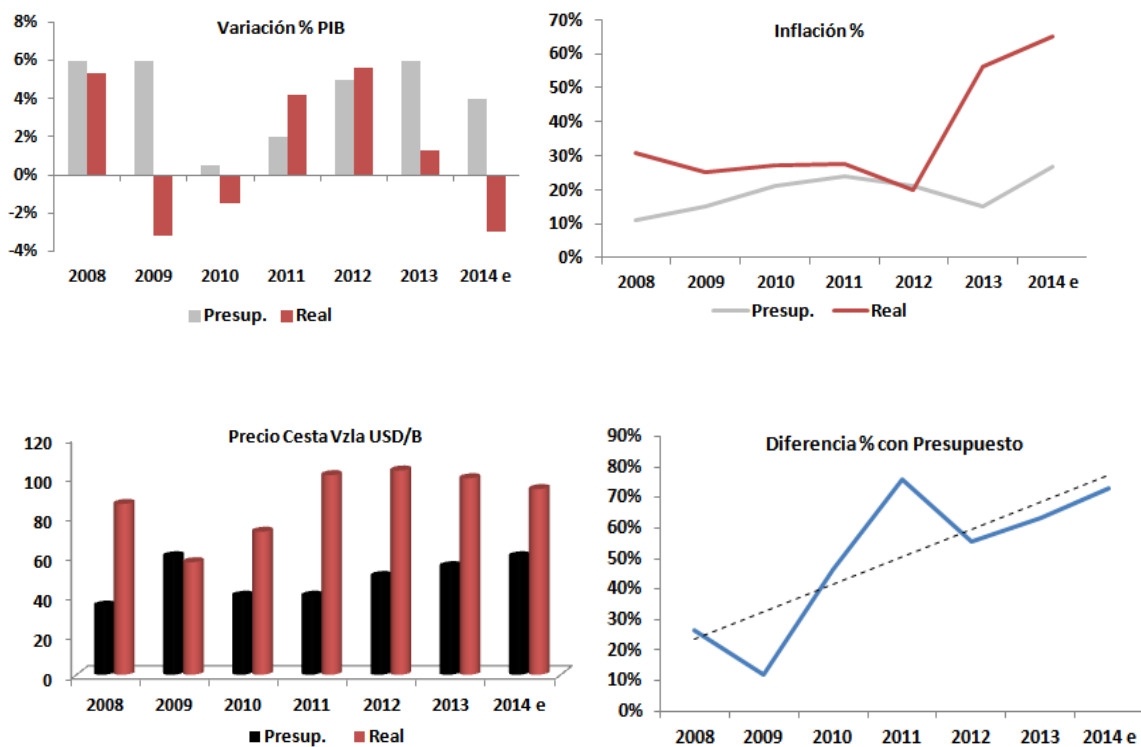 Variación % PIB
8%
6%
4%
2%
0%
-2%
-4%
2008 2009 2010 2011 2012 2013 2014 e
Presup. Real
Inflación %
70%
60%
50%
40%
30%
20%
10%
0%
2008 2009 2010 2011 2012 2013 2014 e
Presup. Real
Precio Cesta Vzla USD/B
120
100
80
60
40
20
0
2008 2009 2010 2011 2012 2013 2014 e
Presup. Real
Diferencia % con Presupuesto
90%
80%
70%
60%
50%
40%
30%
20%
10%
0%
2008 2009 2010 2011 2012 2013 2014 e